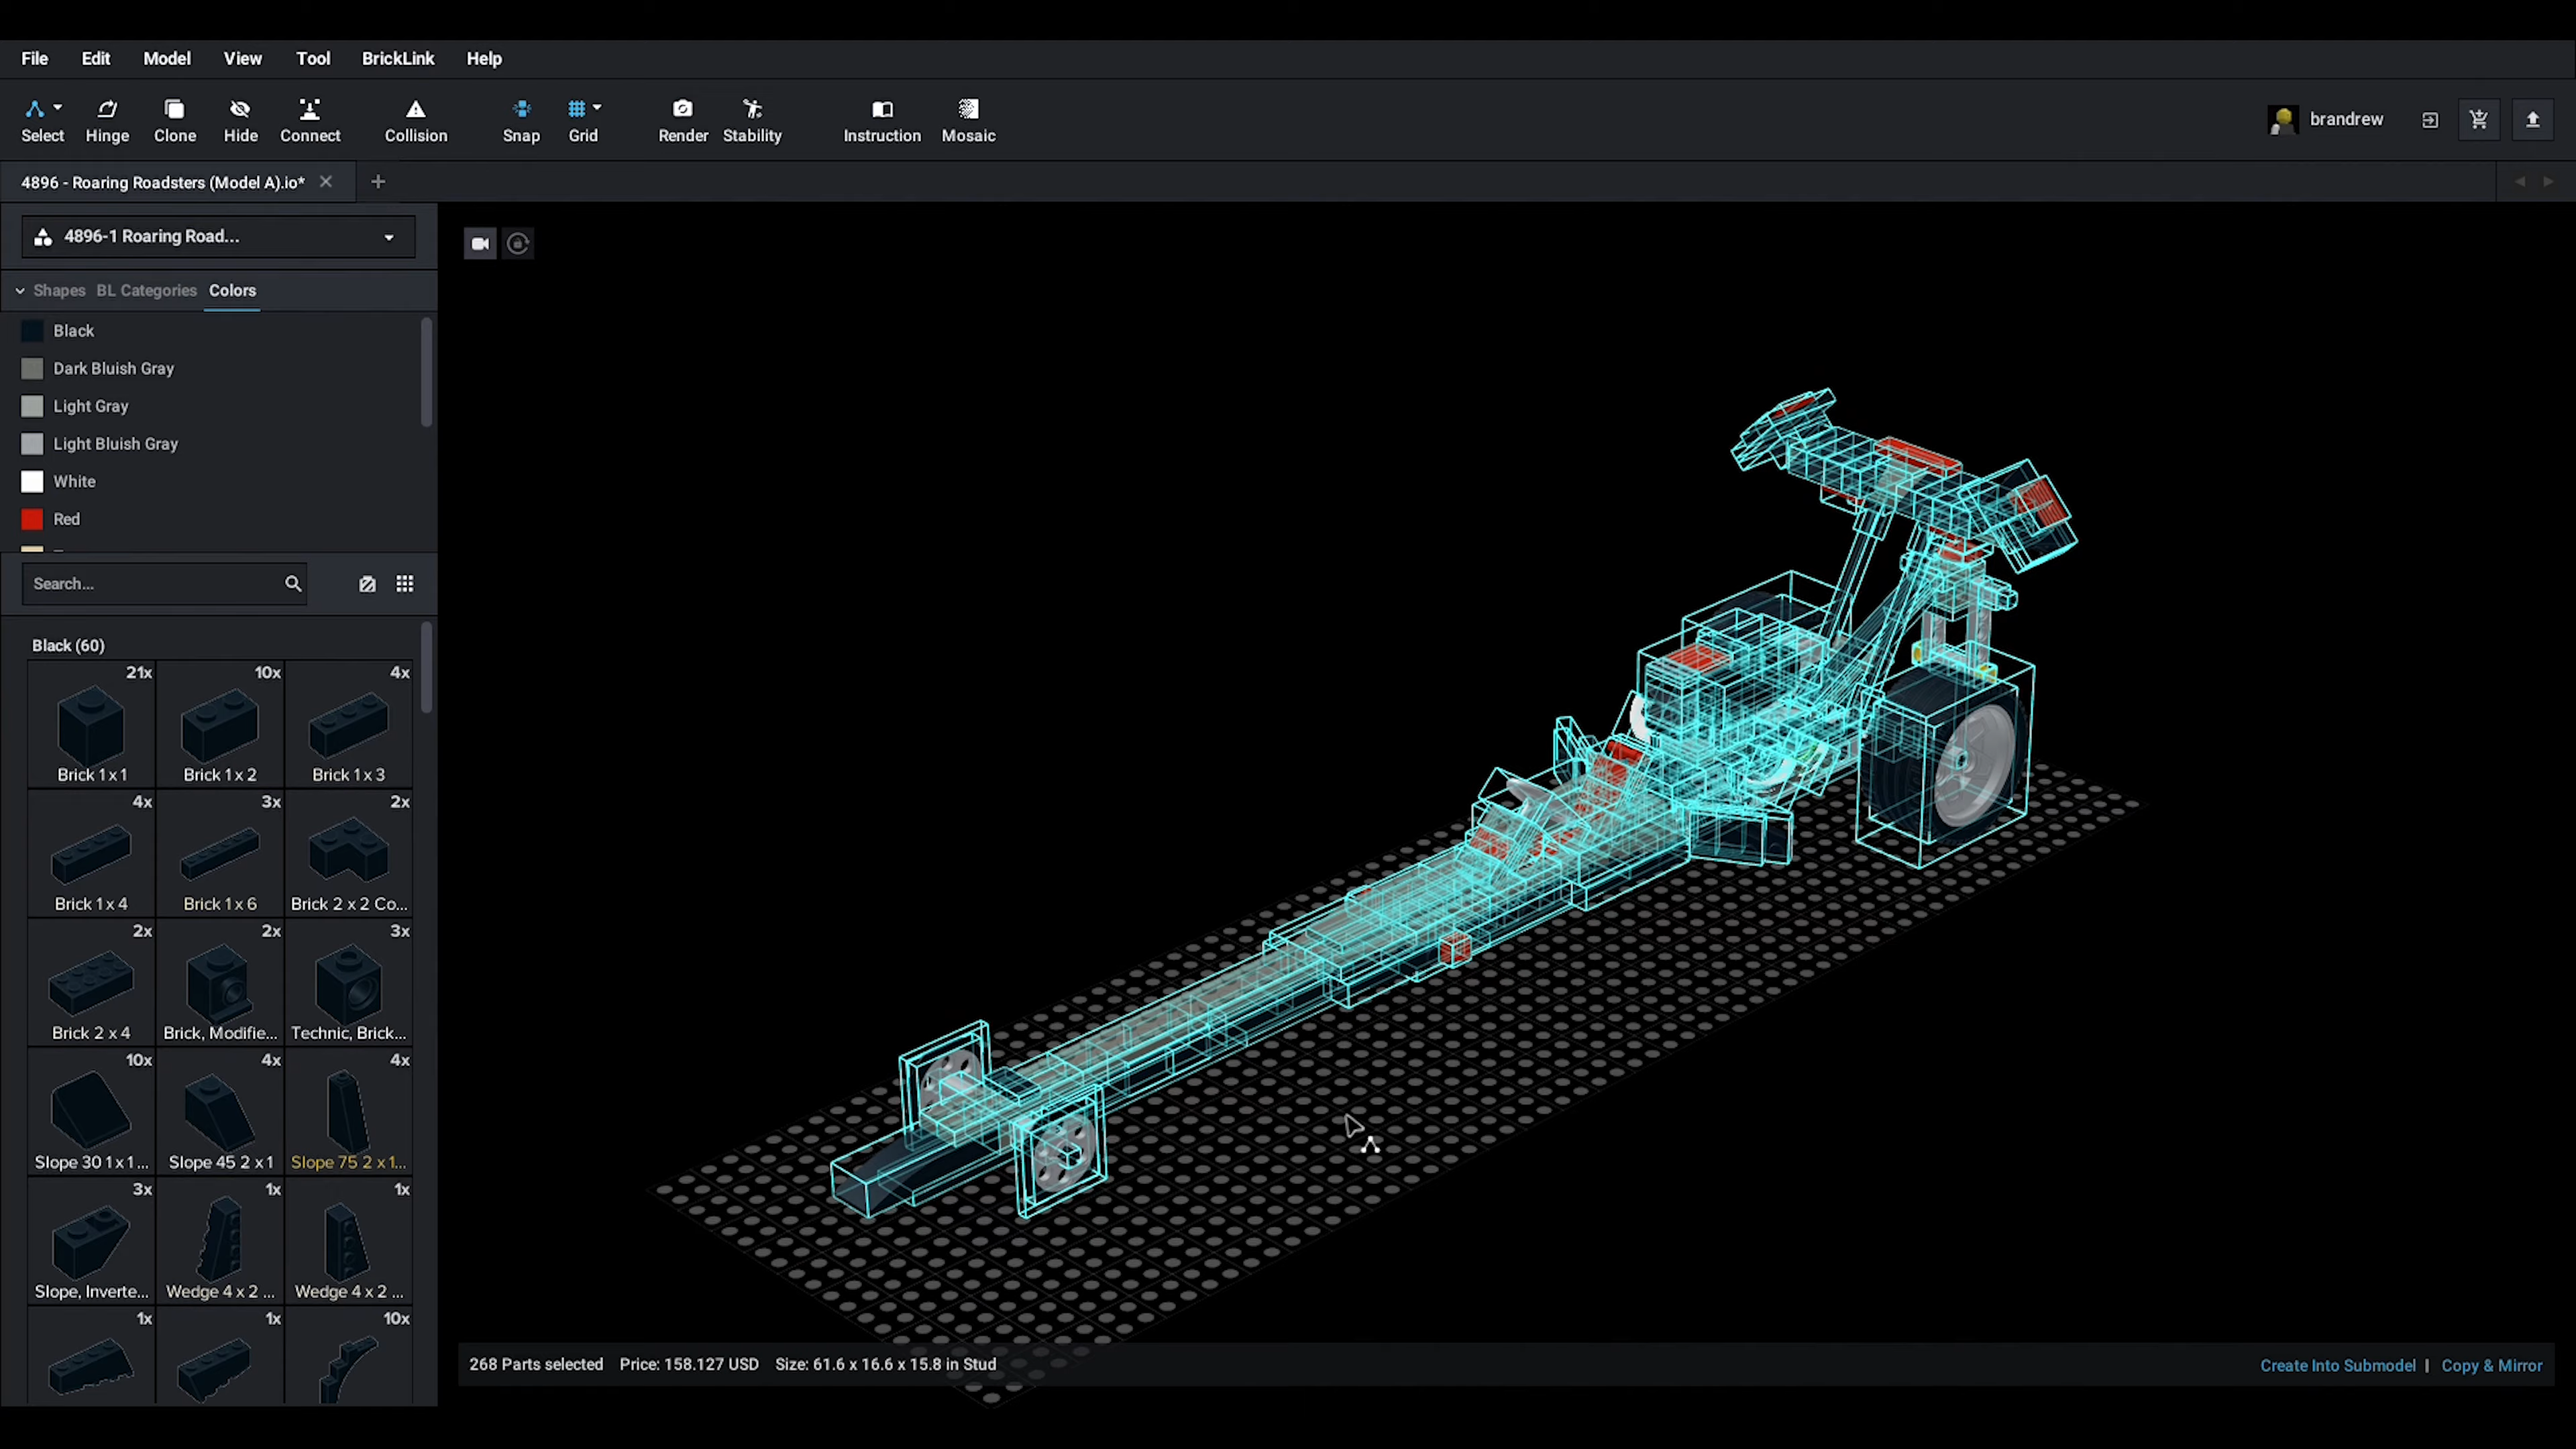 File Edit Model View Tool BrickLink Help
Select Hinge Clone Hide Connect Collision Snap Grid Render Stability Instruction Mosaic
brandrew
4896 - Roaring Roadsters (Model A).io*
4896-1 Roaring Road...
Shapes BL Categories Colors
Black
Dark Bluish Gray
Light Gray
Light Bluish Gray
White
Red
Search...
Black (60)
21x 10x 4x
Brick 1 x 1 Brick 1 x 2 Brick 1 x 3
4x 3x 2x
Brick 1 x 4 Brick 1 x 6 Brick 2 x 2 Co...
2x 2x 3x
Brick 2 x 4 Brick, Modifie... Technic, Brick...
10x 4x 4x
Slope 30 1 x 1 ... Slope 45 2 x 1 Slope 75 2 x 1...
3x 1x 1x
Slope, Inverte... Wedge 4 x 2 ... Wedge 4 x 2 ...
1x 1x 10x
268 Parts selected Price: 158.127 USD Size: 61.6 x 16.6 x 15.8 in Stud
Create Into Submodel | Copy & Mirror